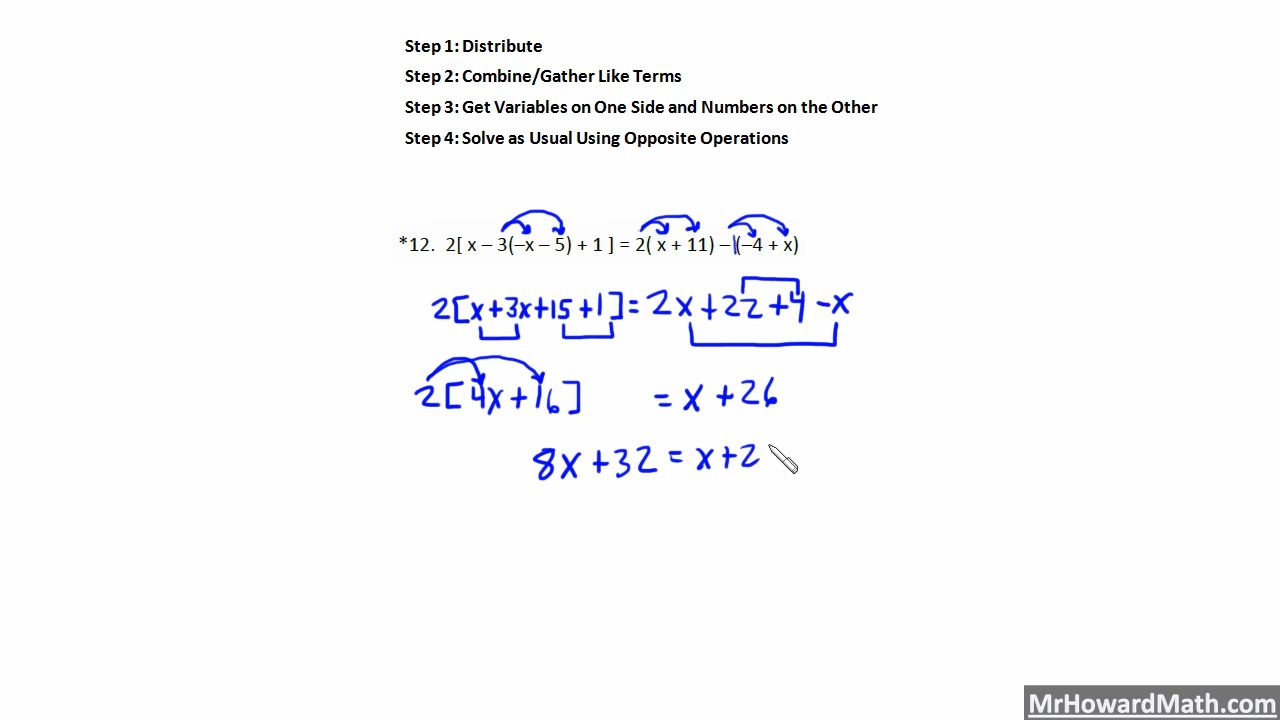 Step 1: Distribute
Step 2: Combine/Gather Like Terms
Step 3: Get Variables on One Side and Numbers on the Other
Step 4: Solve as Usual Using Opposite Operations
*12. 2[ x – 3(–x – 5) + 1 ] = 2( x + 11) – 1(–4 + x)
2[x+3x+15+1]=2x+22+4-x
2[4x+16] = x+26
8x+32=x+2
MrHowardMath.com